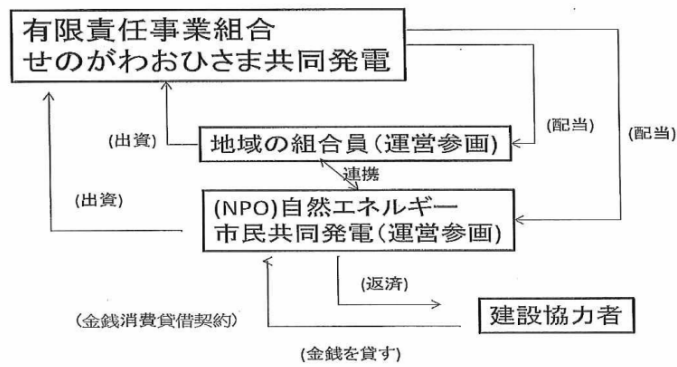 有限責任事業組合
せのがわおひさま共同発電
(出資)
地域の組合員(運営参画)
(配当)
(配当)
連携
(出資)
(NPO)自然エネルギー
市民共同発電(運営参画)
(返済)
(金銭消費貸借契約)
建設協力者
(金銭を貸す)